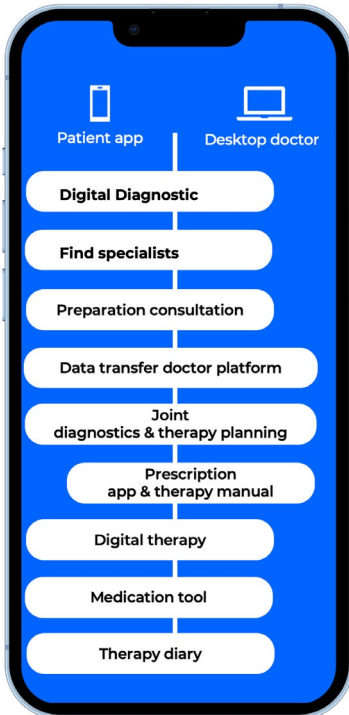 Patient app
Desktop doctor
Digital Diagnostic
Find specialists
Preparation consultation
Data transfer doctor platform
Joint
diagnostics & therapy planning
Prescription
app & therapy manual
Digital therapy
Medication tool
Therapy diary